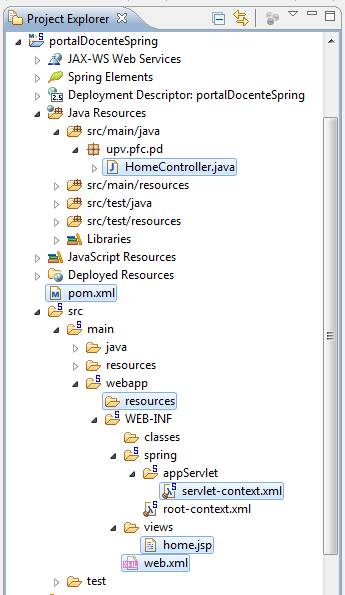 Project Explorer
portalDocenteSpring
JAX-WS Web Services
Spring Elements
Deployment Descriptor: portalDocenteSpring
Java Resources
src/main/java
upv.pfc.pd
HomeController.java
src/main/resources
src/test/java
src/test/resources
Libraries
JavaScript Resources
Deployed Resources
pom.xml
src
main
java
resources
webapp
resources
WEB-INF
classes
spring
appServlet
servlet-context.xml
root-context.xml
views
home.jsp
web.xml
test